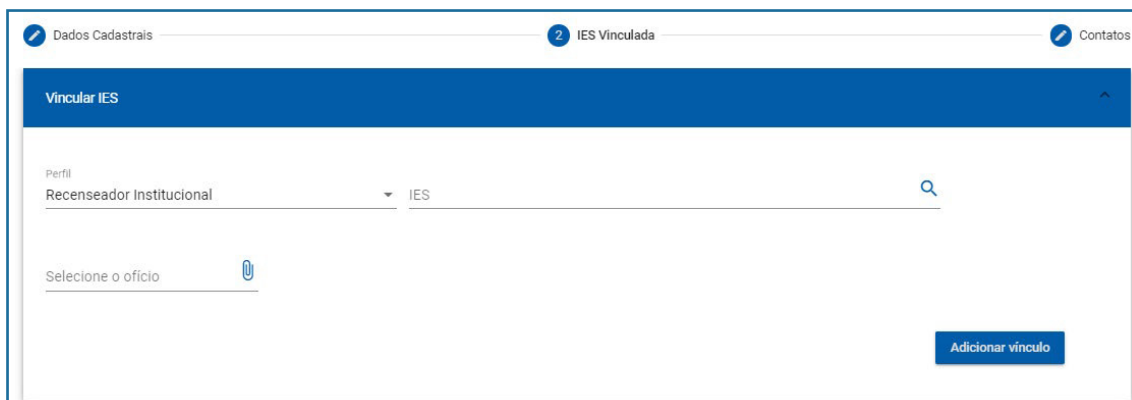 Dados Cadastrais
2 IES Vinculada
Contatos
Vincular IES
Perfil
Recenseador Institucional
IES
Selecione o ofício
Adicionar vínculo